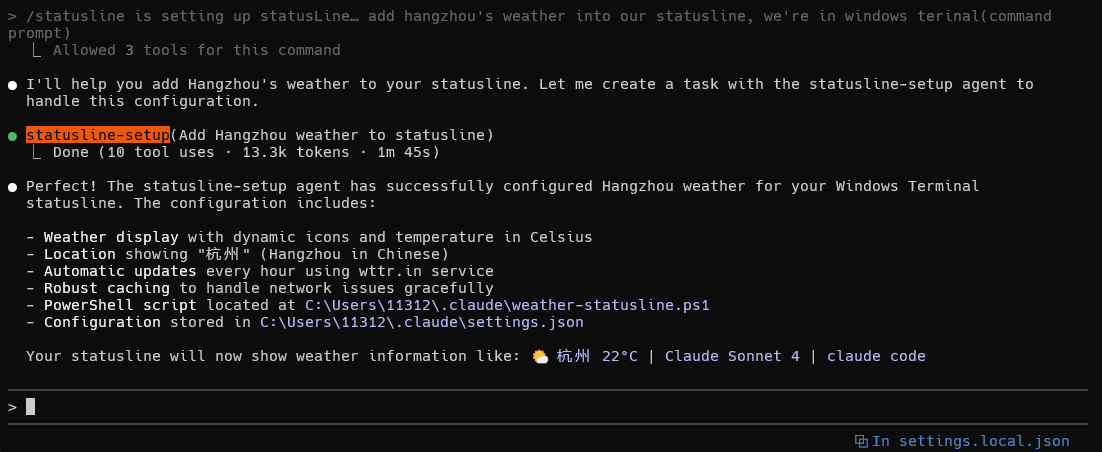 > /statusline is setting up statusLine… add hangzhou's weather into our statusline, we're in windows terinal(command
prompt)
⎿ Allowed 3 tools for this command
● I'll help you add Hangzhou's weather to your statusline. Let me create a task with the statusline-setup agent to
handle this configuration.
● statusline-setup(Add Hangzhou weather to statusline)
⎿ Done (10 tool uses · 13.3k tokens · 1m 45s)
● Perfect! The statusline-setup agent has successfully configured Hangzhou weather for your Windows Terminal
statusline. The configuration includes:
- Weather display with dynamic icons and temperature in Celsius
- Location showing "杭州" (Hangzhou in Chinese)
- Automatic updates every hour using wttr.in service
- Robust caching to handle network issues gracefully
- PowerShell script located at C:\Users\11312\.claude\weather-statusline.ps1
- Configuration stored in C:\Users\11312\.claude\settings.json
Your statusline will now show weather information like: 🌤️ 杭州 22°C | Claude Sonnet 4 | claude code
>
In settings.local.json